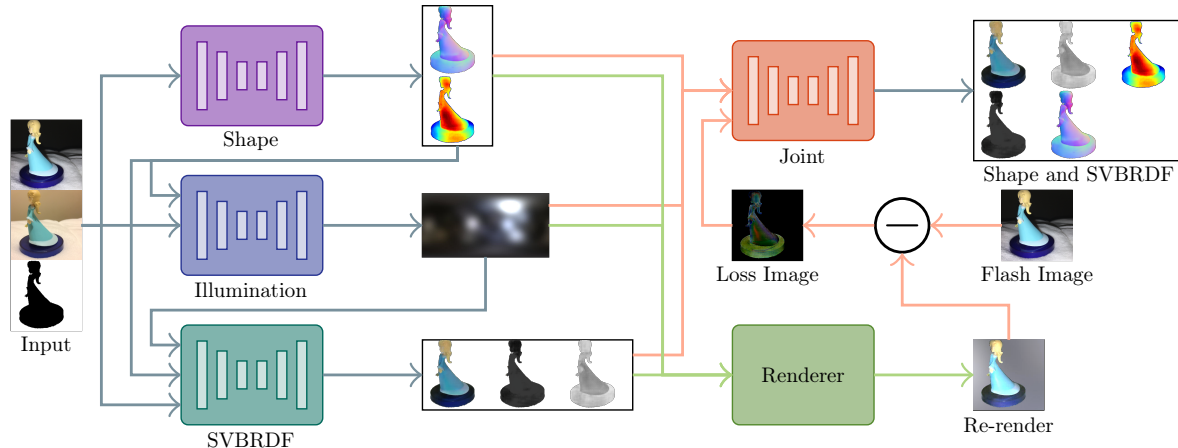 Shape
Joint
Shape and SVBRDF
Illumination
Loss Image
Flash Image
Input
Renderer
SVBRDF
Re-render